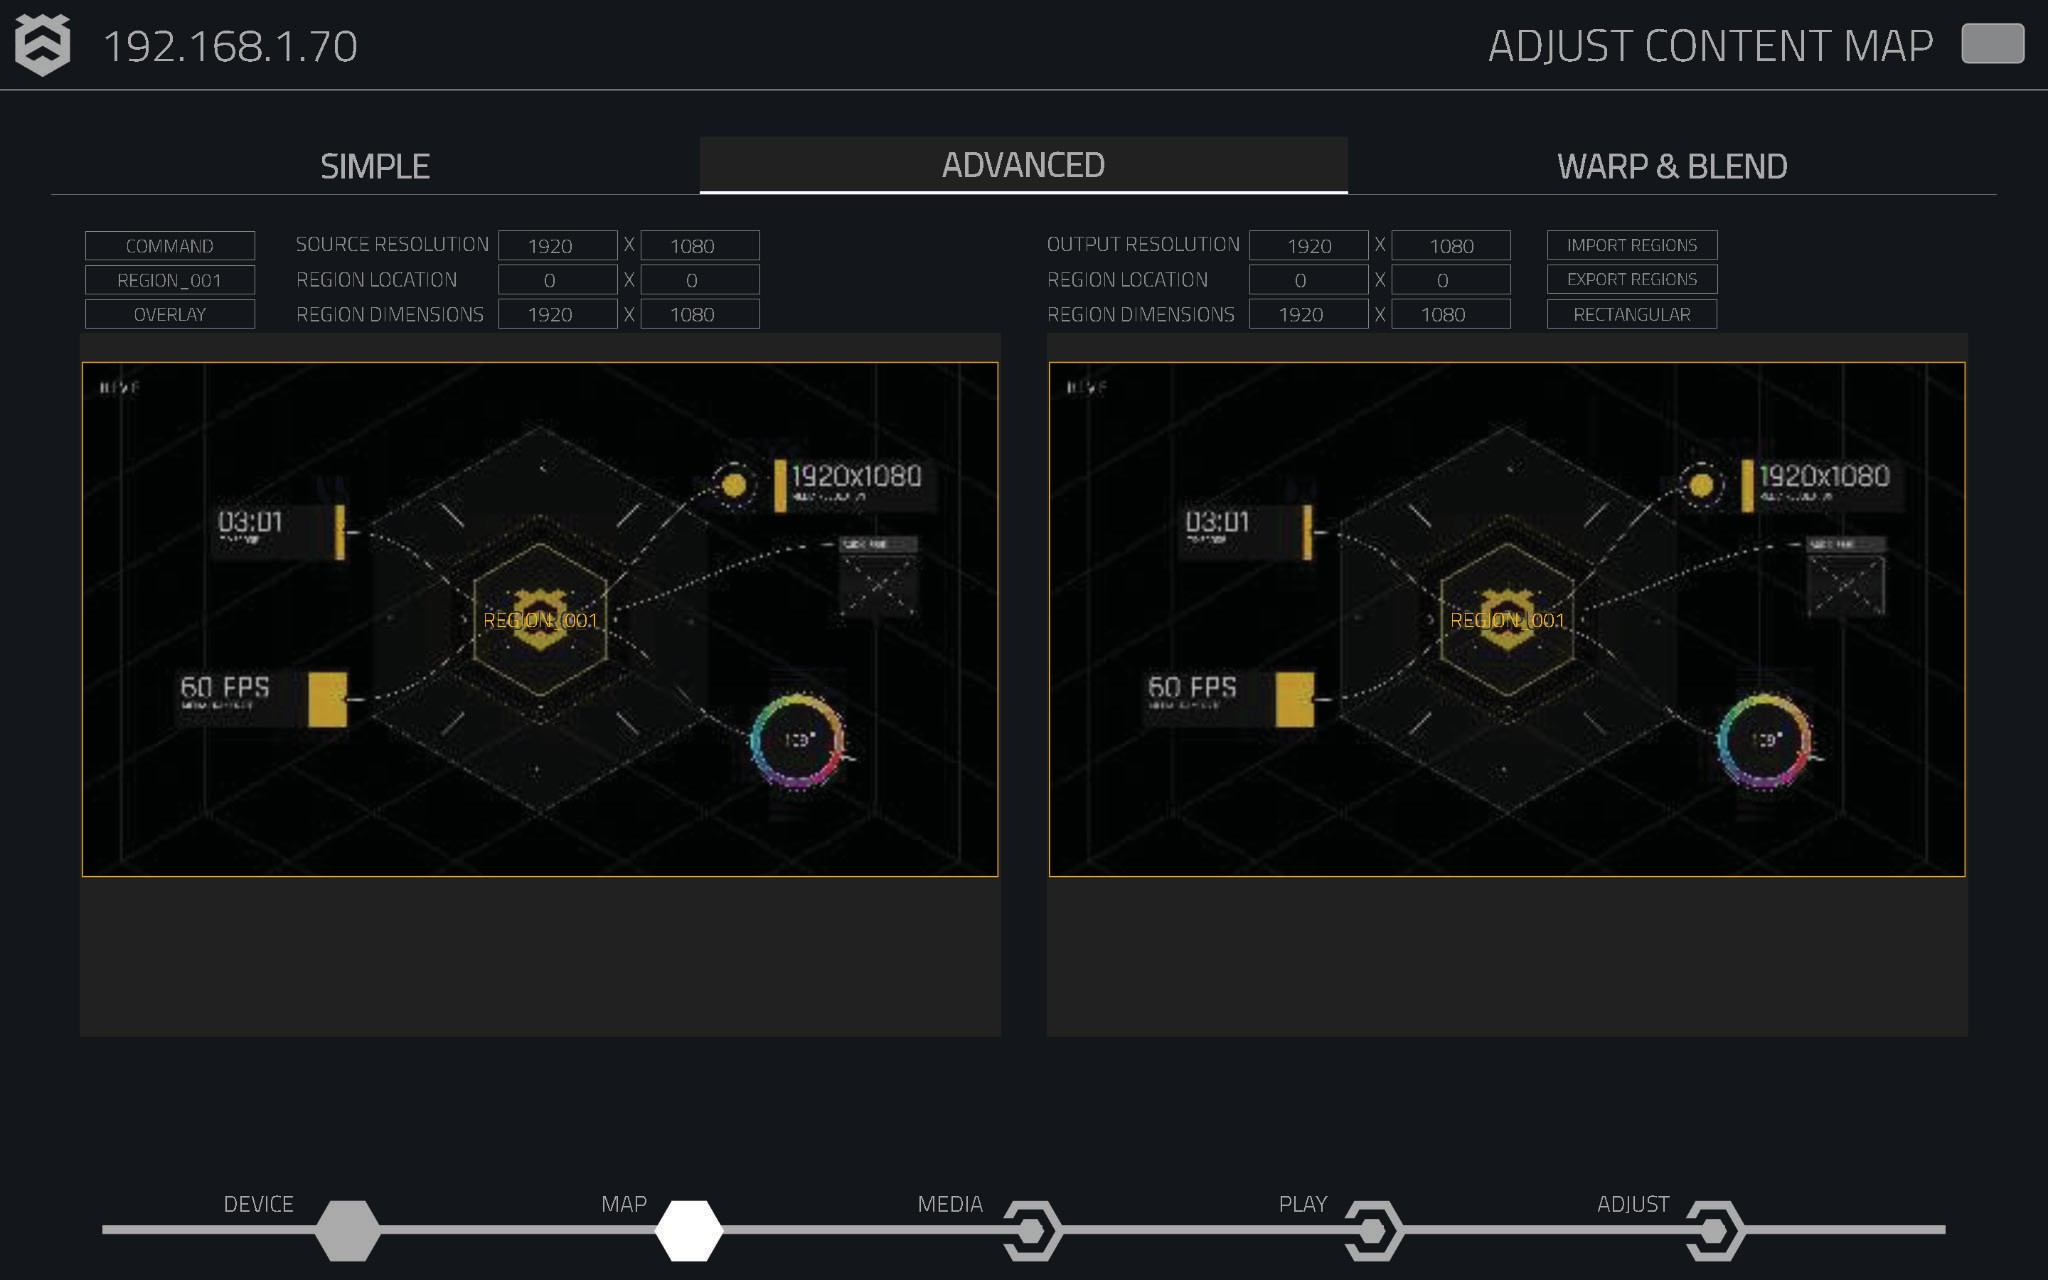 192.168.1.70
ADJUST CONTENT MAP
SIMPLE
ADVANCED
WARP & BLEND
COMMAND
REGION_001
OVERLAY
SOURCE RESOLUTION 1920 X 1080
REGION LOCATION 0 X 0
REGION DIMENSIONS 1920 X 1080
OUTPUT RESOLUTION 1920 X 1080
REGION LOCATION 0 X 0
REGION DIMENSIONS 1920 X 1080
IMPORT REGIONS
EXPORT REGIONS
RECTANGULAR
HIVE
1920x1080
03:01
REGION_001
60 FPS
HIVE
1920x1080
03:01
REGION_001
60 FPS
DEVICE
MAP
MEDIA
PLAY
ADJUST